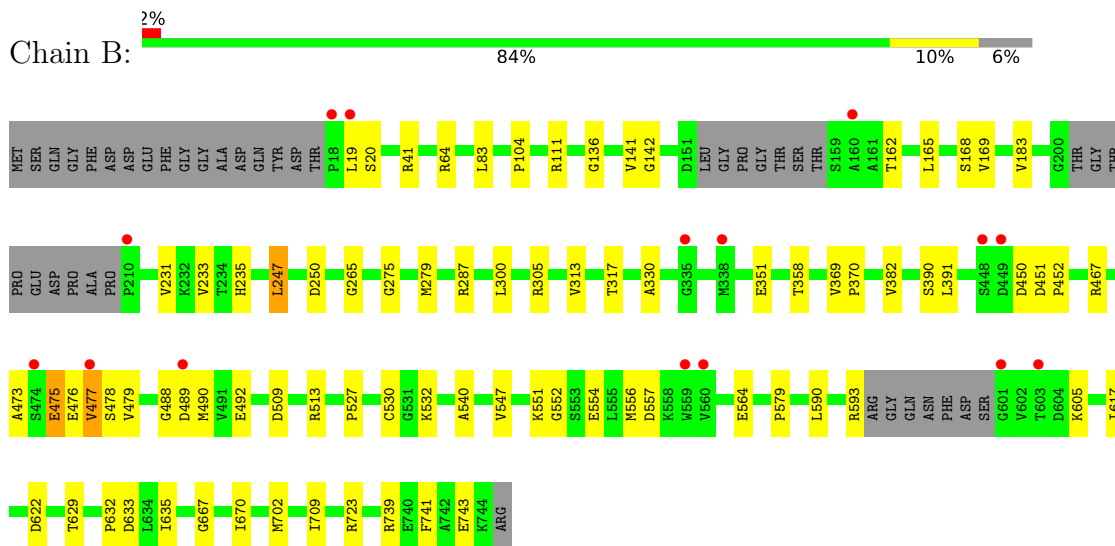 2%
Chain B:
84% 10% 6%
MET SER GLN GLY PHE ASP ASP GLU PHE GLY GLY ALA ASP GLN TYR ASP THR P18 L19 S20 R41 R64 L83 P104 R111 G136 V141 G142 D151 LEU GLY PRO GLY THR SER THR S159 A160 A161 T162 L165 S168 V169 V183 G200 THR GLY THR
PRO GLU ASP PRO ALA PRO P210 V231 K232 V233 T234 H235 L247 D250 G265 G275 M279 R287 L300 R305 V313 T317 A330 G335 M338 E351 T358 V369 P370 V382 S390 L391 S448 D449 D450 D451 P452 R467
A473 S474 E475 E476 V477 S478 V479 G488 D489 M490 V491 E492 D509 R513 P527 G530 G531 K532 A540 V547 K551 G552 S553 E554 L555 M556 D557 K558 W559 V560 E564 P579 L590 R593 ARG GLY GLN ASN PHE ASP SER G601 V602 T603 D604 K605
D622 T629 P632 D633 L634 I635 G667 I670 M702 I709 R723 R739 E740 F741 A742 E743 K744 ARG